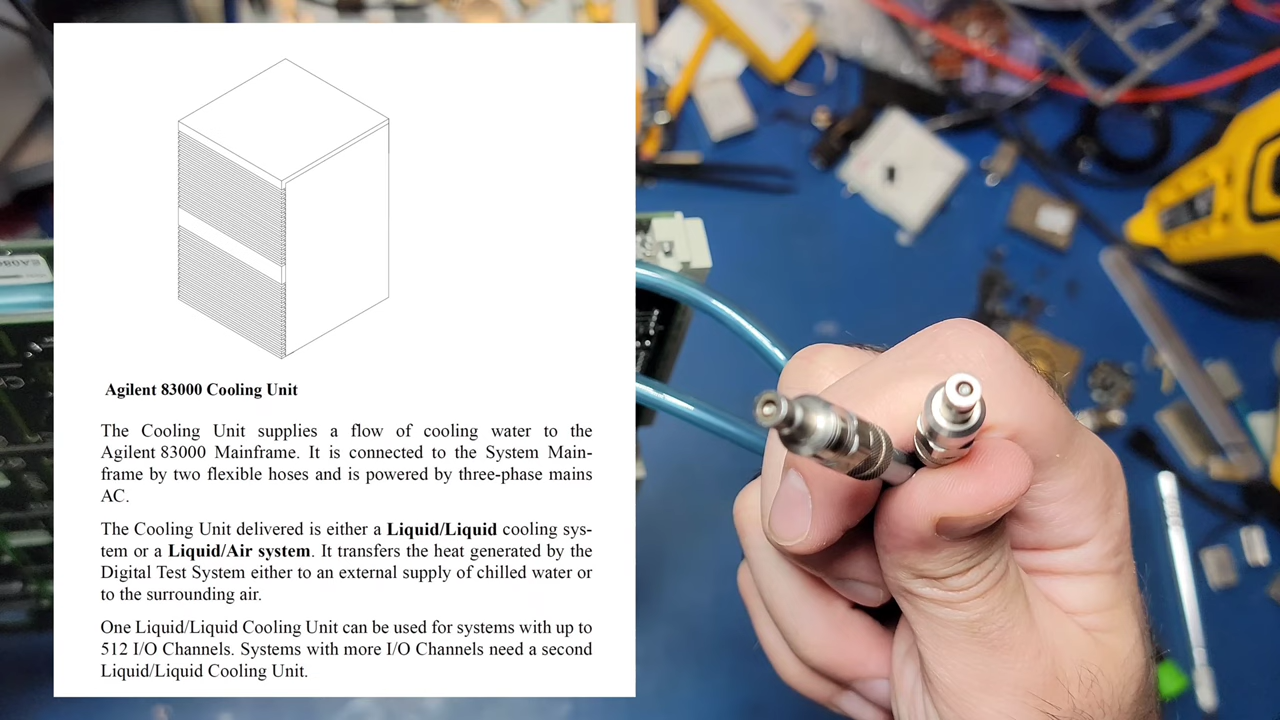 Agilent 83000 Cooling Unit
The Cooling Unit supplies a flow of cooling water to the
Agilent 83000 Mainframe. It is connected to the System Main-
frame by two flexible hoses and is powered by three-phase mains
AC.
The Cooling Unit delivered is either a Liquid/Liquid cooling sys-
tem or a Liquid/Air system. It transfers the heat generated by the
Digital Test System either to an external supply of chilled water or
to the surrounding air.
One Liquid/Liquid Cooling Unit can be used for systems with up to
512 I/O Channels. Systems with more I/O Channels need a second
Liquid/Liquid Cooling Unit.